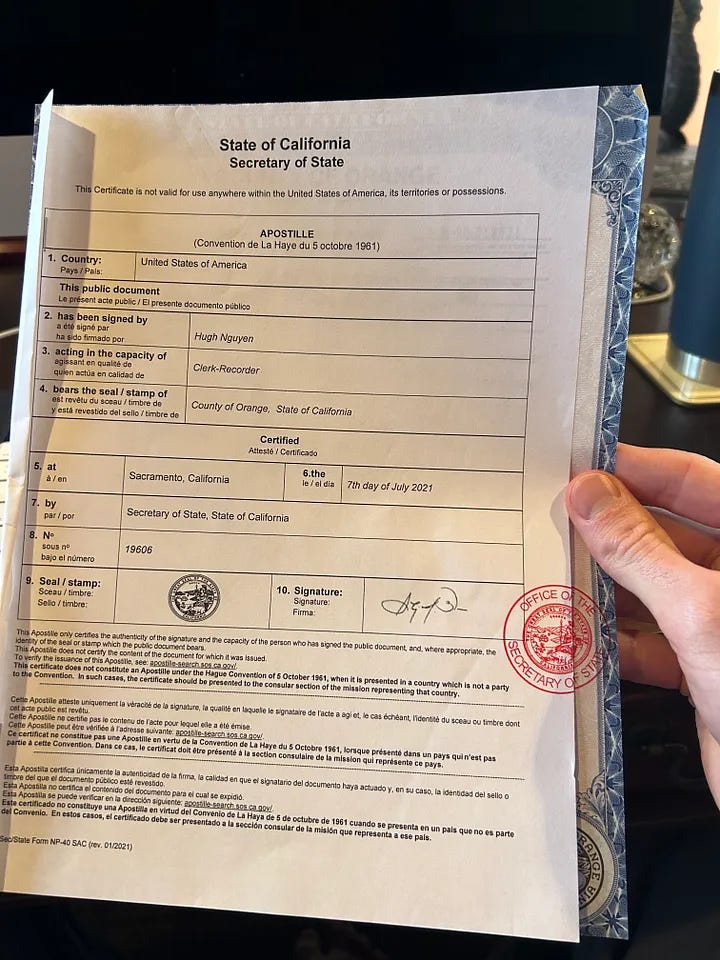 State of California
Secretary of State
This Certificate is not valid for use anywhere within the United States of America, its territories or possessions.
APOSTILLE
(Convention de La Haye du 5 octobre 1961)
1. Country:
Pays / País:
United States of America
This public document
Le présent acte public / El presente documento público
2. has been signed by
a été signé par
ha sido firmado por
Hugh Nguyen
3. acting in the capacity of
agissant en qualité de
quien actúa en calidad de
Clerk-Recorder
4. bears the seal / stamp of
est revêtu du sceau / timbre de
y está revestido del sello / timbre de
County of Orange, State of California
Certified
Attesté / Certificado
5. at
à / en
Sacramento, California
6.the
le / el día
7th day of July 2021
7. by
par / por
Secretary of State, State of California
8. Nº
sous nº
bajo el número
19606
9. Seal / stamp:
Sceau / timbre:
Sello / timbre:
10. Signature:
Signature:
Firma:
OFFICE OF THE
SECRETARY OF STATE
This Apostille only certifies the authenticity of the signature and the capacity of the person who has signed the public document, and, where appropriate, the
identity of the seal or stamp which the public document bears.
This Apostille does not certify the content of the document for which it was issued.
To verify the issuance of this Apostille, see: apostille-search.sos.ca.gov/.
This certificate does not constitute an Apostille under the Hague Convention of 5 October 1961, when it is presented in a country which is not a party
to the Convention. In such cases, the certificate should be presented to the consular section of the mission representing that country.
Cette Apostille atteste uniquement la véracité de la signature, la qualité en laquelle le signataire de l'acte a agi et, le cas échéant, l'identité du sceau ou timbre dont
cet acte public est revêtu.
Cette Apostille ne certifie pas le contenu de l'acte pour lequel elle a été émise.
Cette Apostille peut être vérifiée à l'adresse suivante: apostille-search.sos.ca.gov/.
Ce certificat ne constitue pas une Apostille en vertu de la Convention de La Haye du 5 Octobre 1961, lorsque présenté dans un pays qui n'est pas
partie à cette Convention. Dans ce cas, le certificat doit être présenté à la section consulaire de la mission qui représente ce pays.
Esta Apostilla certifica únicamente la autenticidad de la firma, la calidad en que el signatario del documento haya actuado y, en su caso, la identidad del sello o
timbre del que el documento público esté revestido.
Esta Apostilla no certifica el contenido del documento para el cual se expidió.
Esta Apostilla se puede verificar en la dirección siguiente: apostille-search.sos.ca.gov/.
Este certificado no constituye una Apostilla en virtud del Convenio de La Haya de 5 de octubre de 1961 cuando se presenta en un país que no es parte
del Convenio. En estos casos, el certificado debe ser presentado a la sección consular de la misión que representa a ese país.
Sec/State Form NP-40 SAC (rev. 01/2021)